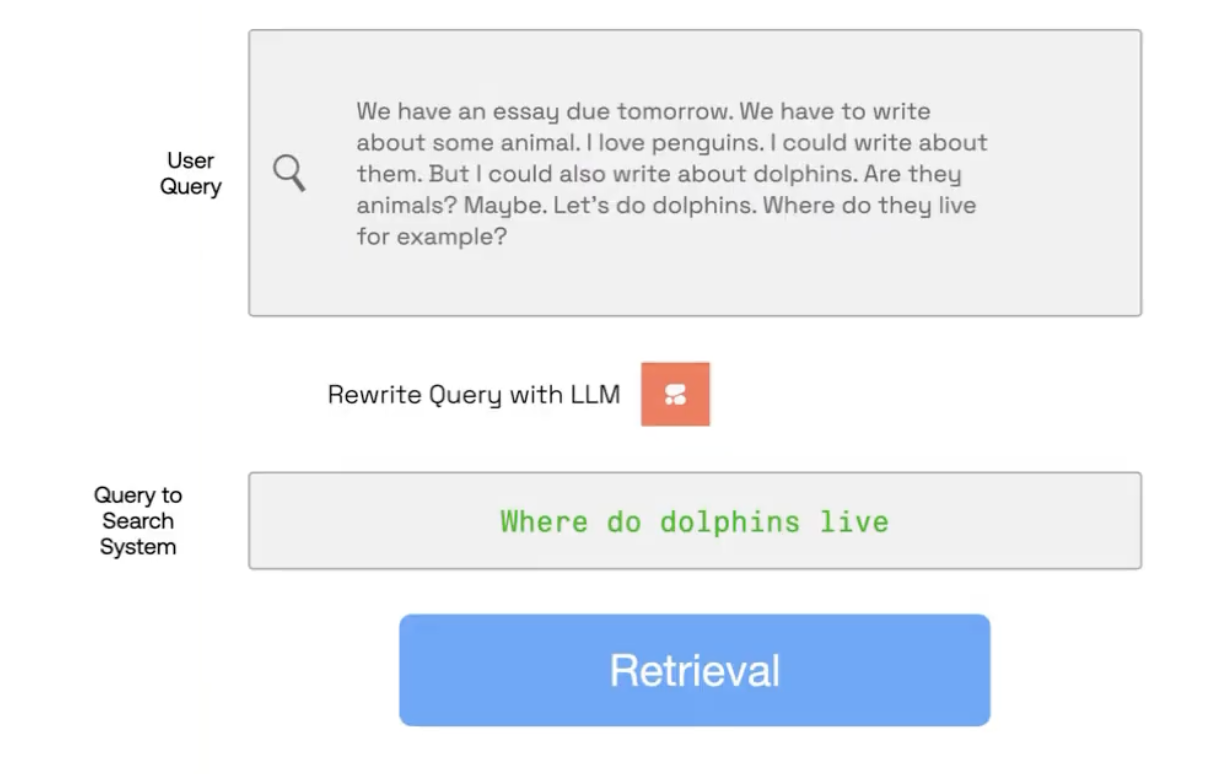 User
Query
We have an essay due tomorrow. We have to write
about some animal. I love penguins. I could write about
them. But I could also write about dolphins. Are they
animals? Maybe. Let's do dolphins. Where do they live
for example?
Rewrite Query with LLM
Query to
Search
System
Where do dolphins live
Retrieval